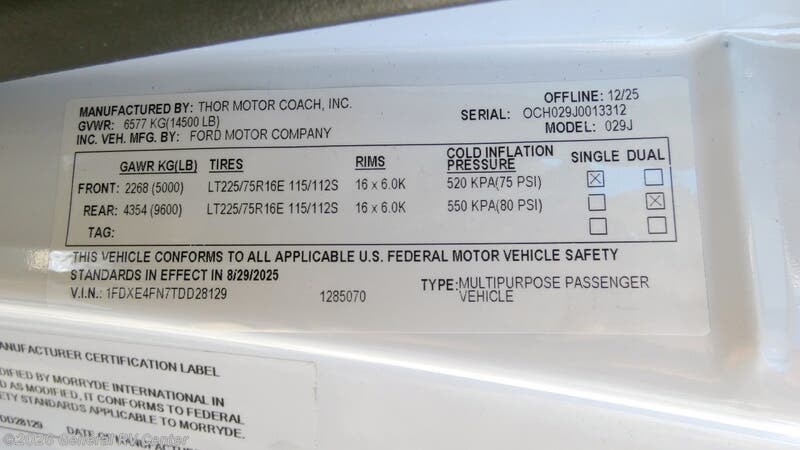 MANUFACTURED BY: THOR MOTOR COACH, INC.
GVWR: 6577 KG(14500 LB)
INC. VEH. MFG. BY: FORD MOTOR COMPANY
OFFLINE: 12/25
SERIAL: OCH029J0013312
MODEL: 029J
GAWR KG(LB) TIRES RIMS COLD INFLATION PRESSURE SINGLE DUAL
FRONT: 2268 (5000) LT225/75R16E 115/112S 16 x 6.0K 520 KPA(75 PSI) ☒ ☐
REAR: 4354 (9600) LT225/75R16E 115/112S 16 x 6.0K 550 KPA(80 PSI) ☐ ☒
TAG: ☐ ☐
THIS VEHICLE CONFORMS TO ALL APPLICABLE U.S. FEDERAL MOTOR VEHICLE SAFETY
STANDARDS IN EFFECT IN 8/29/2025
V.I.N.: 1FDXE4FN7TDD28129 1285070 TYPE:MULTIPURPOSE PASSENGER
VEHICLE
ANUFACTURER CERTIFICATION LABEL
DIFIED BY MORRYDE INTERNATIONAL IN
D AS MODIFIED, IT CONFORMS TO FEDERAL
ETY STANDARDS APPLICABLE TO MORRYDE.
DD28129 DATE OF
MANUFACTURE
©2026 General RV Center